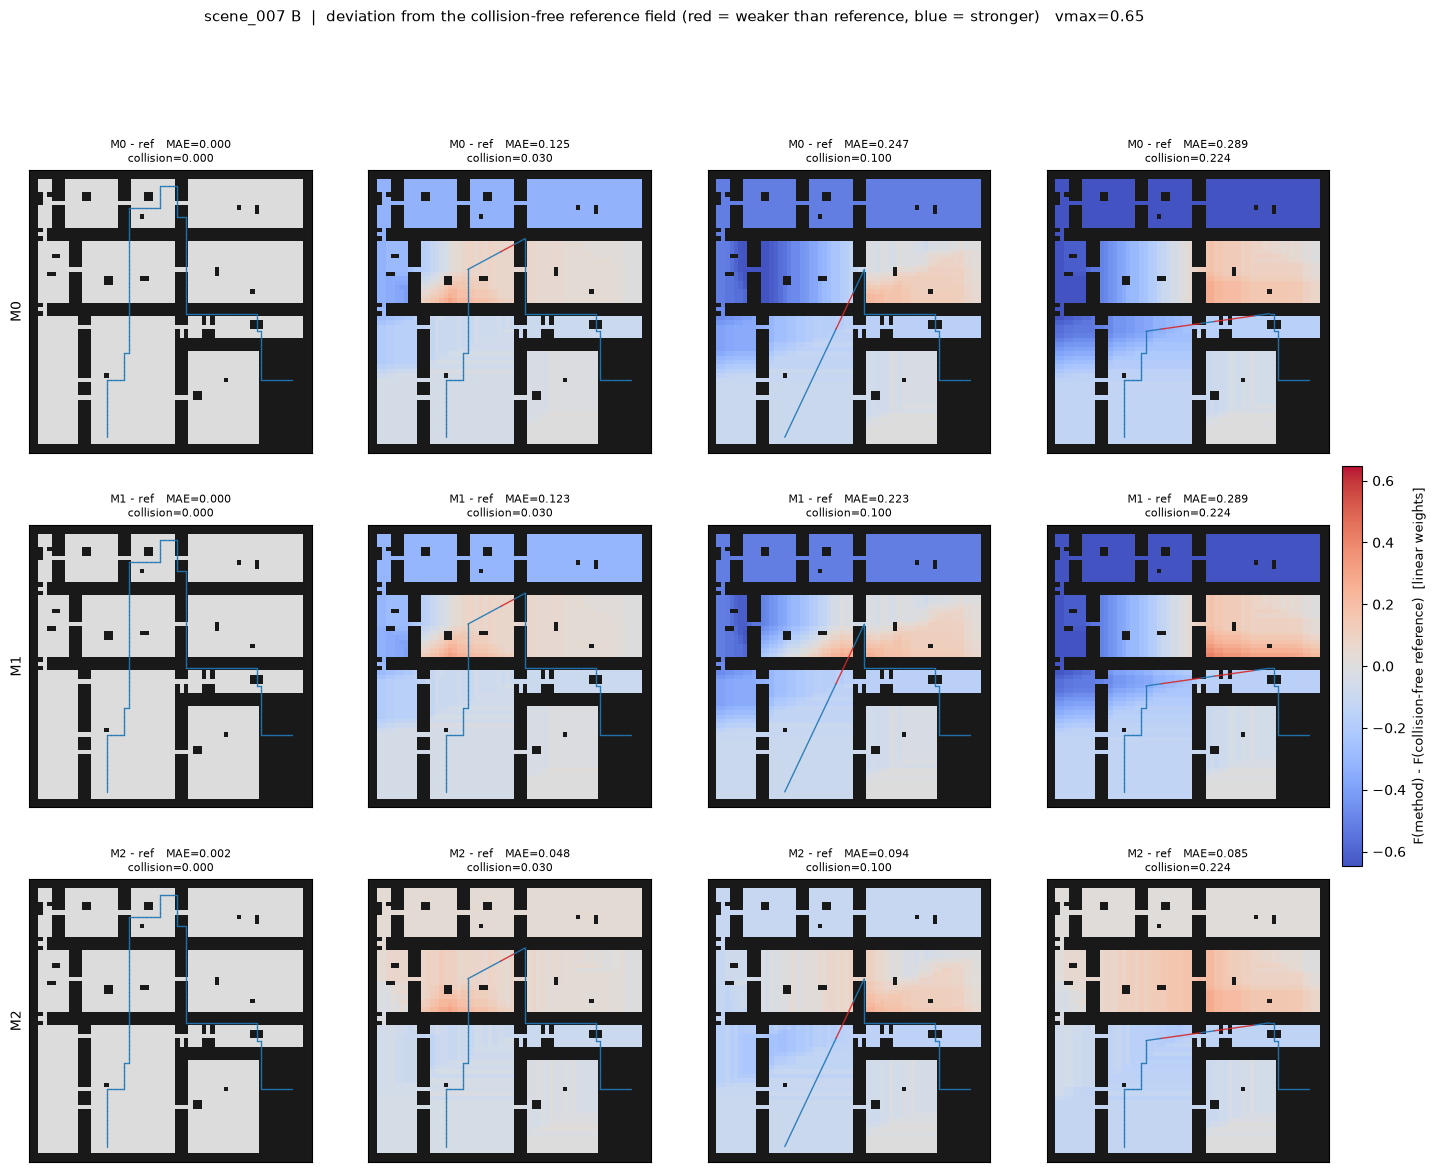 scene_007 B  |  deviation from the collision-free reference field (red = weaker than reference, blue = stronger)   vmax=0.65
M0 - ref   MAE=0.000
collision=0.000
M0 - ref   MAE=0.125
collision=0.030
M0 - ref   MAE=0.247
collision=0.100
M0 - ref   MAE=0.289
collision=0.224
M0
M1 - ref   MAE=0.000
collision=0.000
M1 - ref   MAE=0.123
collision=0.030
M1 - ref   MAE=0.223
collision=0.100
M1 - ref   MAE=0.289
collision=0.224
M1
M2 - ref   MAE=0.002
collision=0.000
M2 - ref   MAE=0.048
collision=0.030
M2 - ref   MAE=0.094
collision=0.100
M2 - ref   MAE=0.085
collision=0.224
M2
0.6
0.4
0.2
0.0
−0.2
−0.4
−0.6
F(method) - F(collision-free reference)  [linear weights]